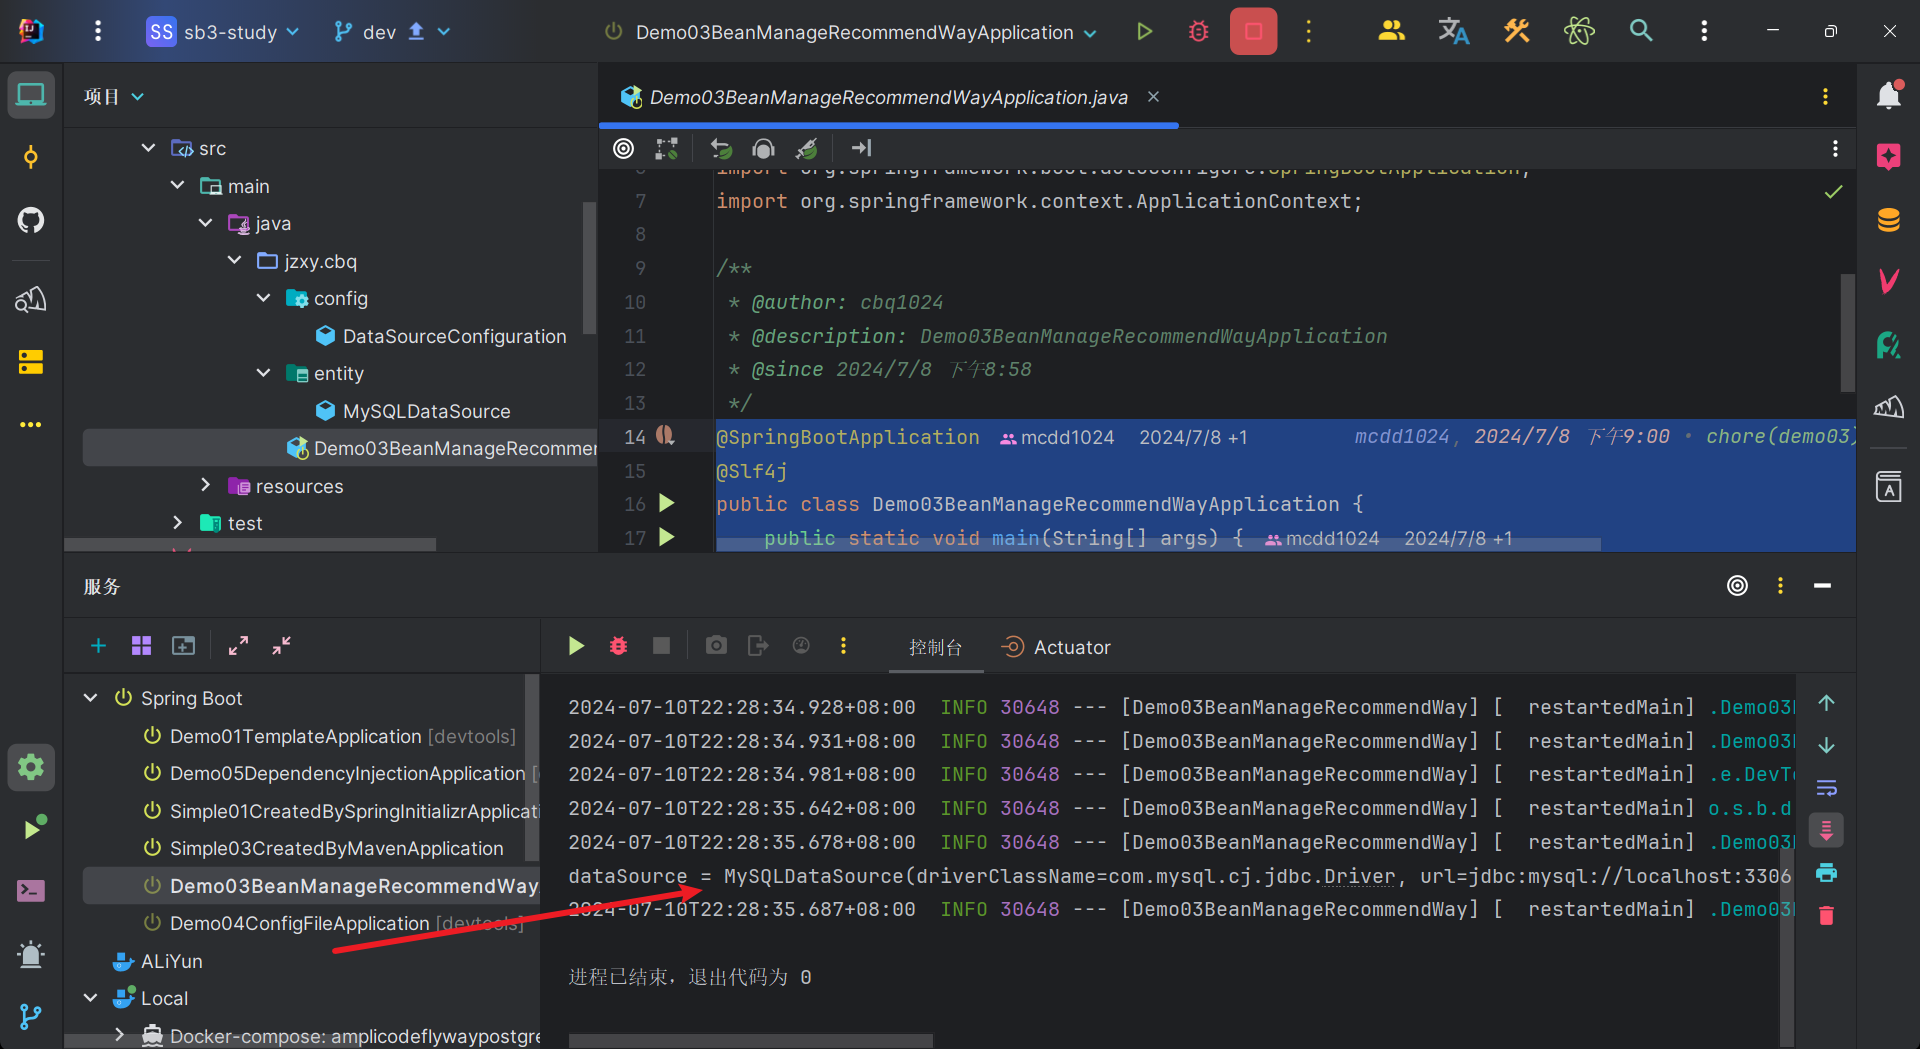 SS sb3-study
dev
Demo03BeanManageRecommendWayApplication
项目
src
main
java
jzxy.cbq
config
DataSourceConfiguration
entity
MySQLDataSource
Demo03BeanManageRecommer
resources
test
Demo03BeanManageRecommendWayApplication.java
6 import org.springframework.boot.autoconfigure.SpringBootApplication;
7 import org.springframework.context.ApplicationContext;
8
9 /**
10 * @author: cbq1024
11 * @description: Demo03BeanManageRecommendWayApplication
12 * @since 2024/7/8 下午8:58
13 */
14 @SpringBootApplication mcdd1024 2024/7/8 +1 mcdd1024, 2024/7/8 下午9:00 · chore(demo03)
15 @Slf4j
16 public class Demo03BeanManageRecommendWayApplication {
17 public static void main(String[] args) { mcdd1024 2024/7/8 +1
服务
控制台
Actuator
Spring Boot
Demo01TemplateApplication [devtools]
Demo05DependencyInjectionApplication [
Simple01CreatedBySpringInitializrApplicati
Simple03CreatedByMavenApplication
Demo03BeanManageRecommendWay
Demo04ConfigFileApplication [devtools]
ALiYun
Local
Docker-compose: amplicodeflywaypostgre
2024-07-10T22:28:34.928+08:00 INFO 30648 --- [Demo03BeanManageRecommendWay] [ restartedMain] .Demo03
2024-07-10T22:28:34.931+08:00 INFO 30648 --- [Demo03BeanManageRecommendWay] [ restartedMain] .Demo03
2024-07-10T22:28:34.981+08:00 INFO 30648 --- [Demo03BeanManageRecommendWay] [ restartedMain] .e.DevT
2024-07-10T22:28:35.642+08:00 INFO 30648 --- [Demo03BeanManageRecommendWay] [ restartedMain] o.s.b.d
2024-07-10T22:28:35.678+08:00 INFO 30648 --- [Demo03BeanManageRecommendWay] [ restartedMain] .Demo03
dataSource = MySQLDataSource(driverClassName=com.mysql.cj.jdbc.Driver, url=jdbc:mysql://localhost:3306
2024-07-10T22:28:35.687+08:00 INFO 30648 --- [Demo03BeanManageRecommendWay] [ restartedMain] .Demo03
进程已结束，退出代码为 0